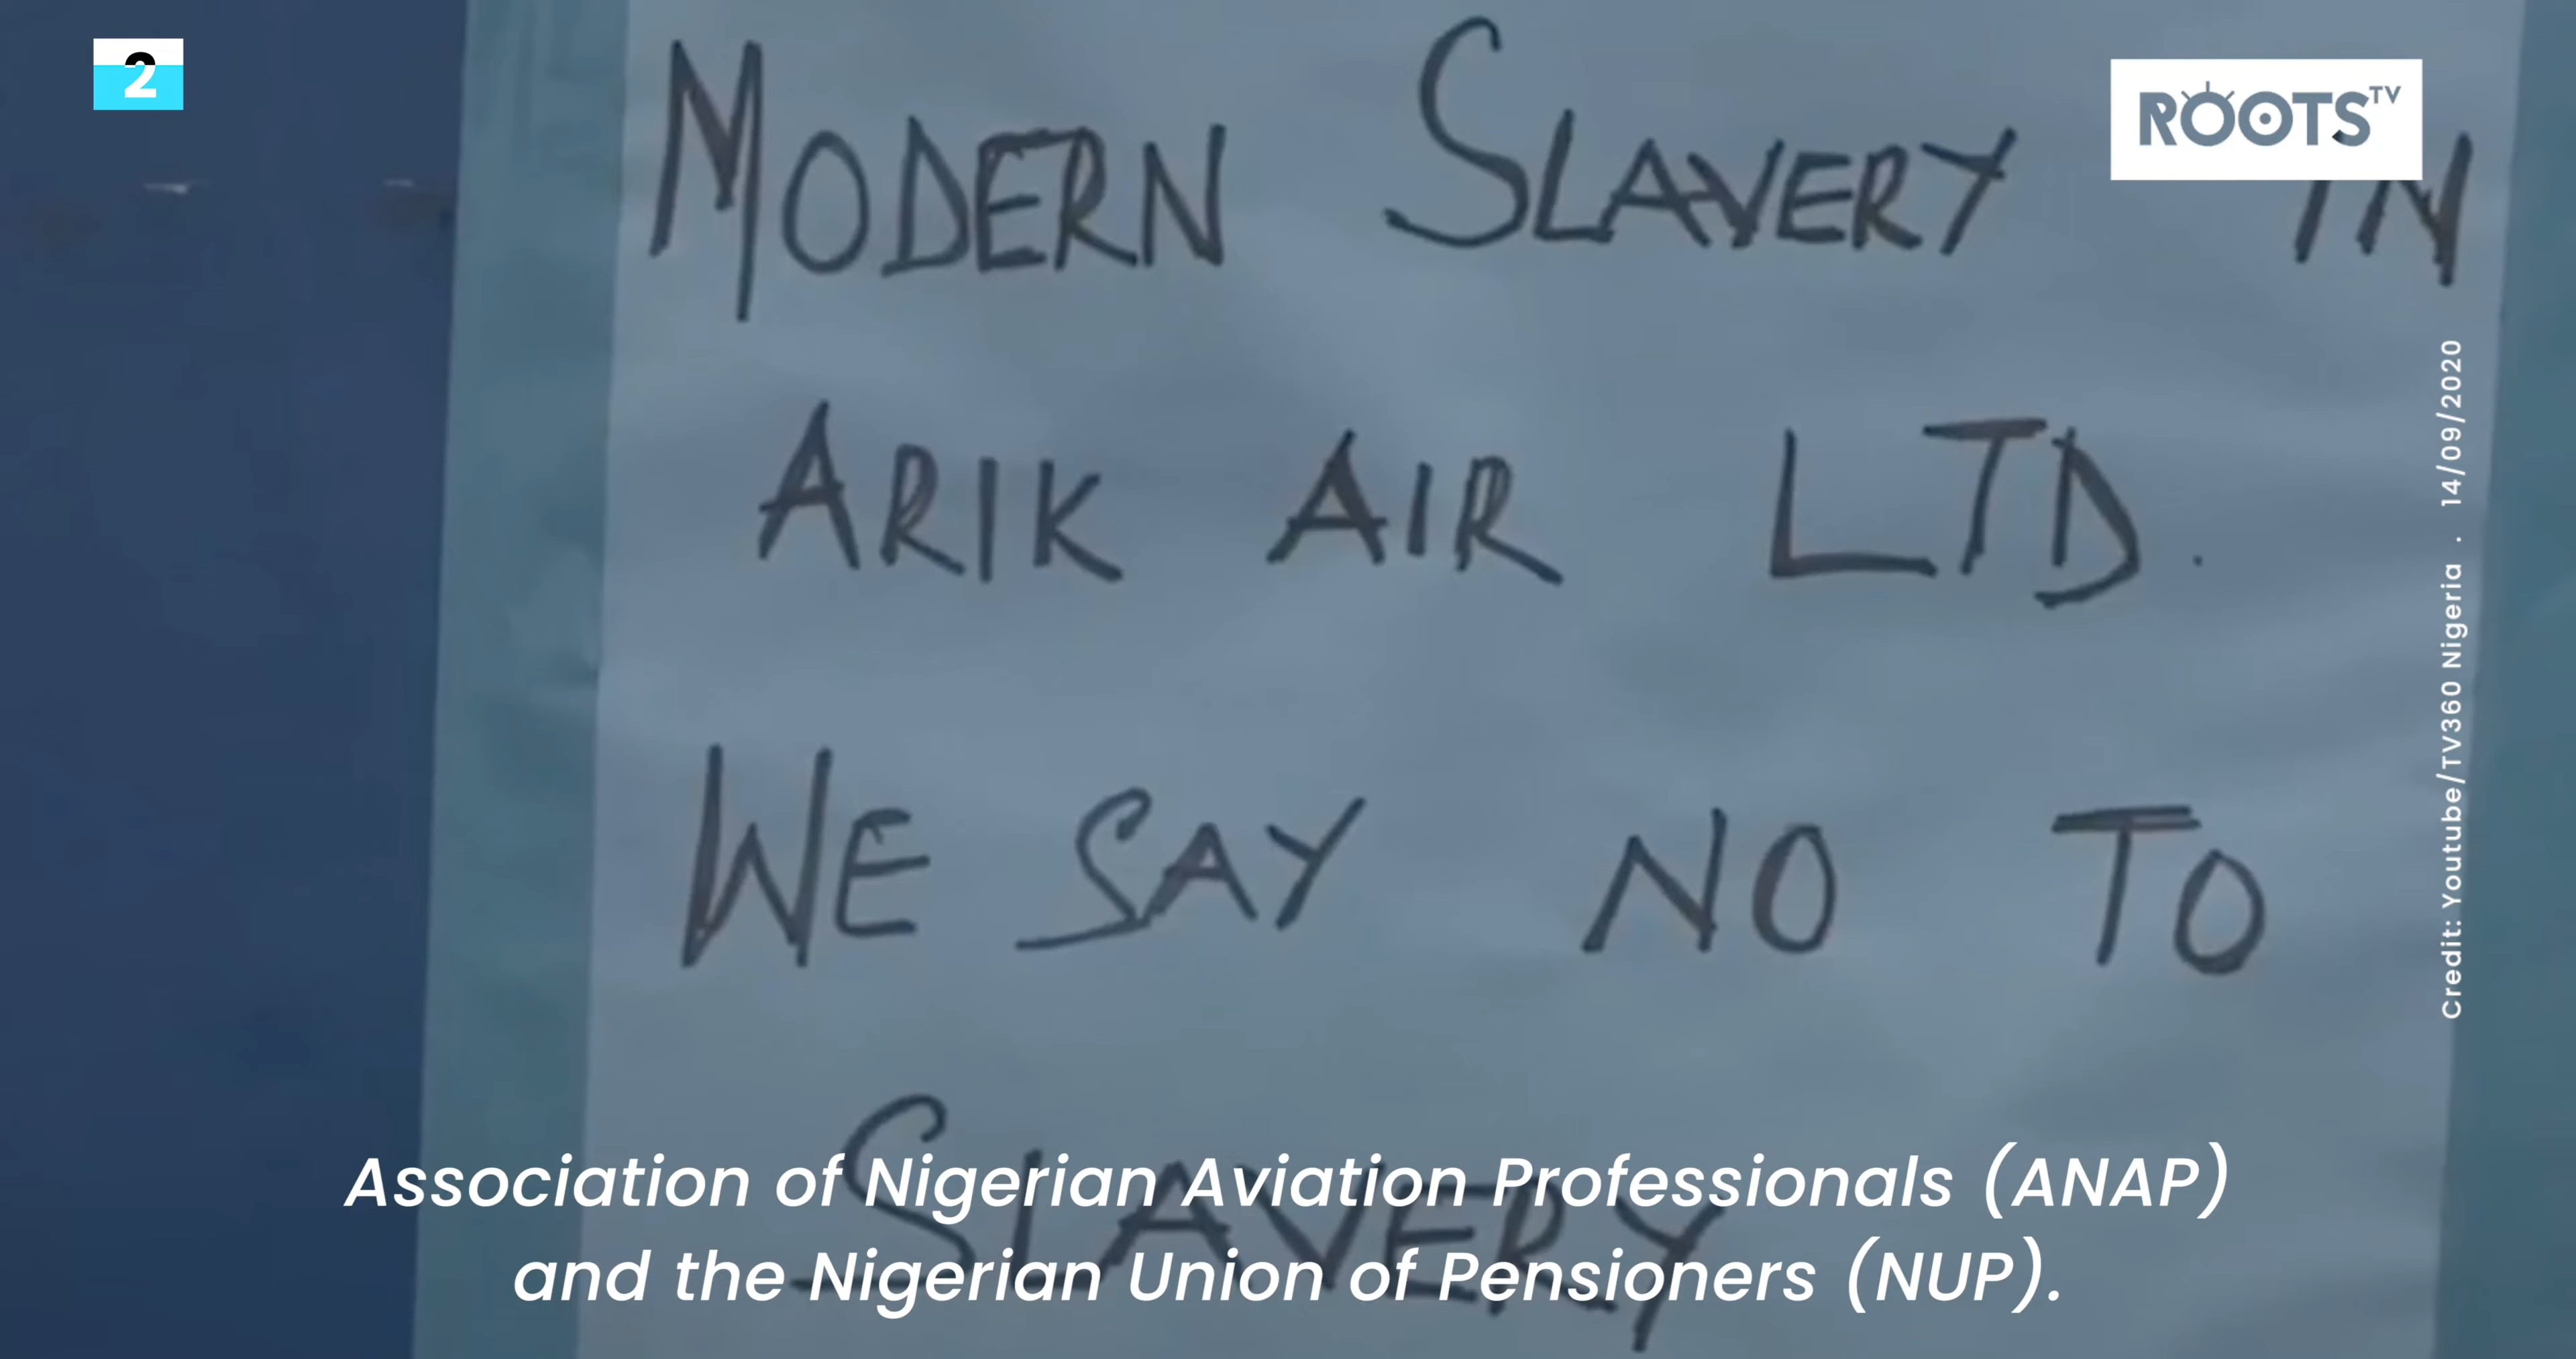 2
ROOTS TV
MODERN SLAVERY IN
ARIK AIR LTD.
WE SAY NO TO
SLAVERY
Credit: Youtube/TV360 Nigeria . 14/09/2020
Association of Nigerian Aviation Professionals (ANAP)
and the Nigerian Union of Pensioners (NUP).